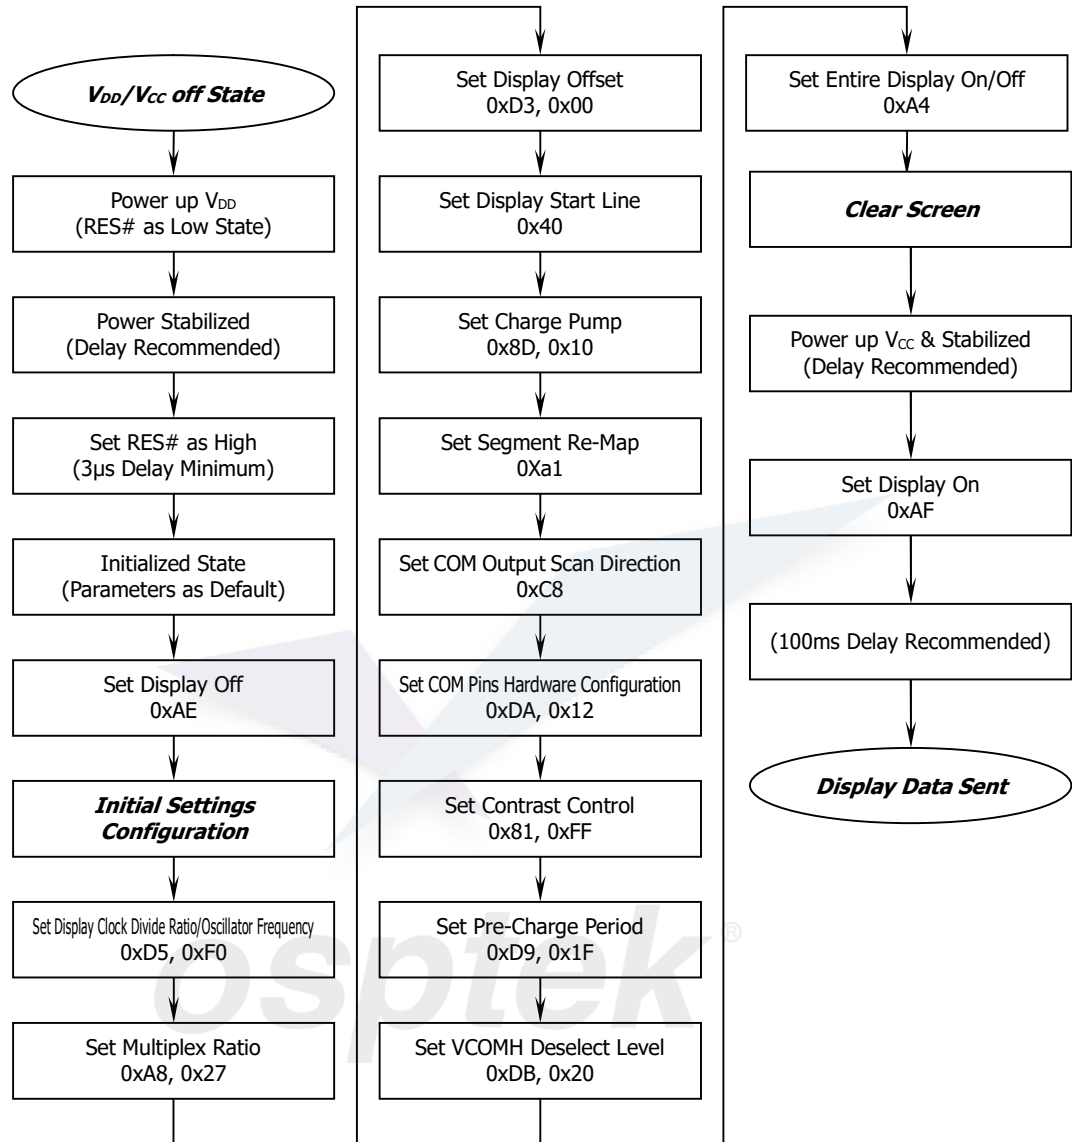 VDD/VCC off State
Power up VDD
(RES# as Low State)
Power Stabilized
(Delay Recommended)
Set RES# as High
(3μs Delay Minimum)
Initialized State
(Parameters as Default)
Set Display Off
0xAE
Initial Settings
Configuration
Set Display Clock Divide Ratio/Oscillator Frequency
0xD5, 0xF0
Set Multiplex Ratio
0xA8, 0x27
Set Display Offset
0xD3, 0x00
Set Display Start Line
0x40
Set Charge Pump
0x8D, 0x10
Set Segment Re-Map
0Xa1
Set COM Output Scan Direction
0xC8
Set COM Pins Hardware Configuration
0xDA, 0x12
Set Contrast Control
0x81, 0xFF
Set Pre-Charge Period
0xD9, 0x1F
Set VCOMH Deselect Level
0xDB, 0x20
Set Entire Display On/Off
0xA4
Clear Screen
Power up VCC & Stabilized
(Delay Recommended)
Set Display On
0xAF
(100ms Delay Recommended)
Display Data Sent
osptek®